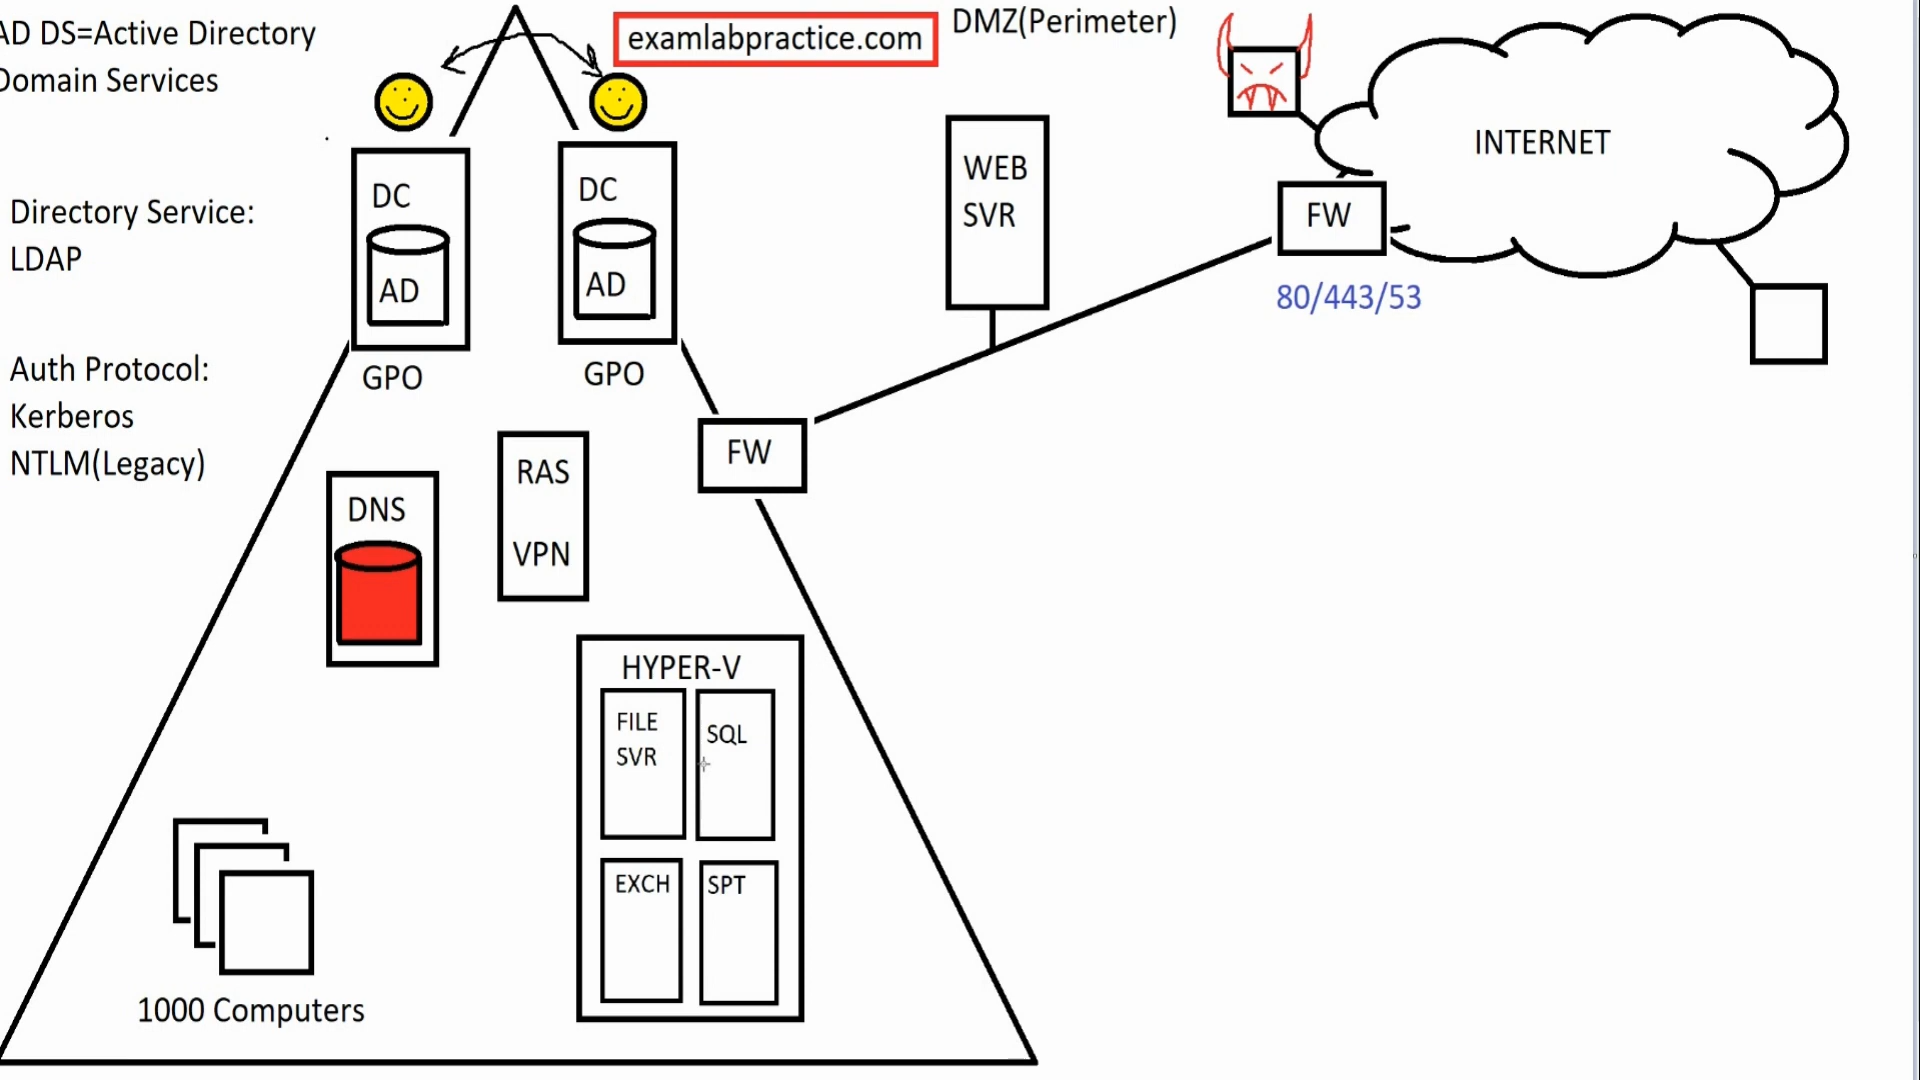 AD DS=Active Directory
Domain Services
examlabpractice.com
DMZ(Perimeter)
INTERNET
Directory Service:
LDAP
DC
AD
GPO
DC
AD
GPO
WEB
SVR
FW
80/443/53
Auth Protocol:
Kerberos
NTLM(Legacy)
FW
DNS
RAS
VPN
HYPER-V
FILE
SVR
SQL
EXCH
SPT
1000 Computers